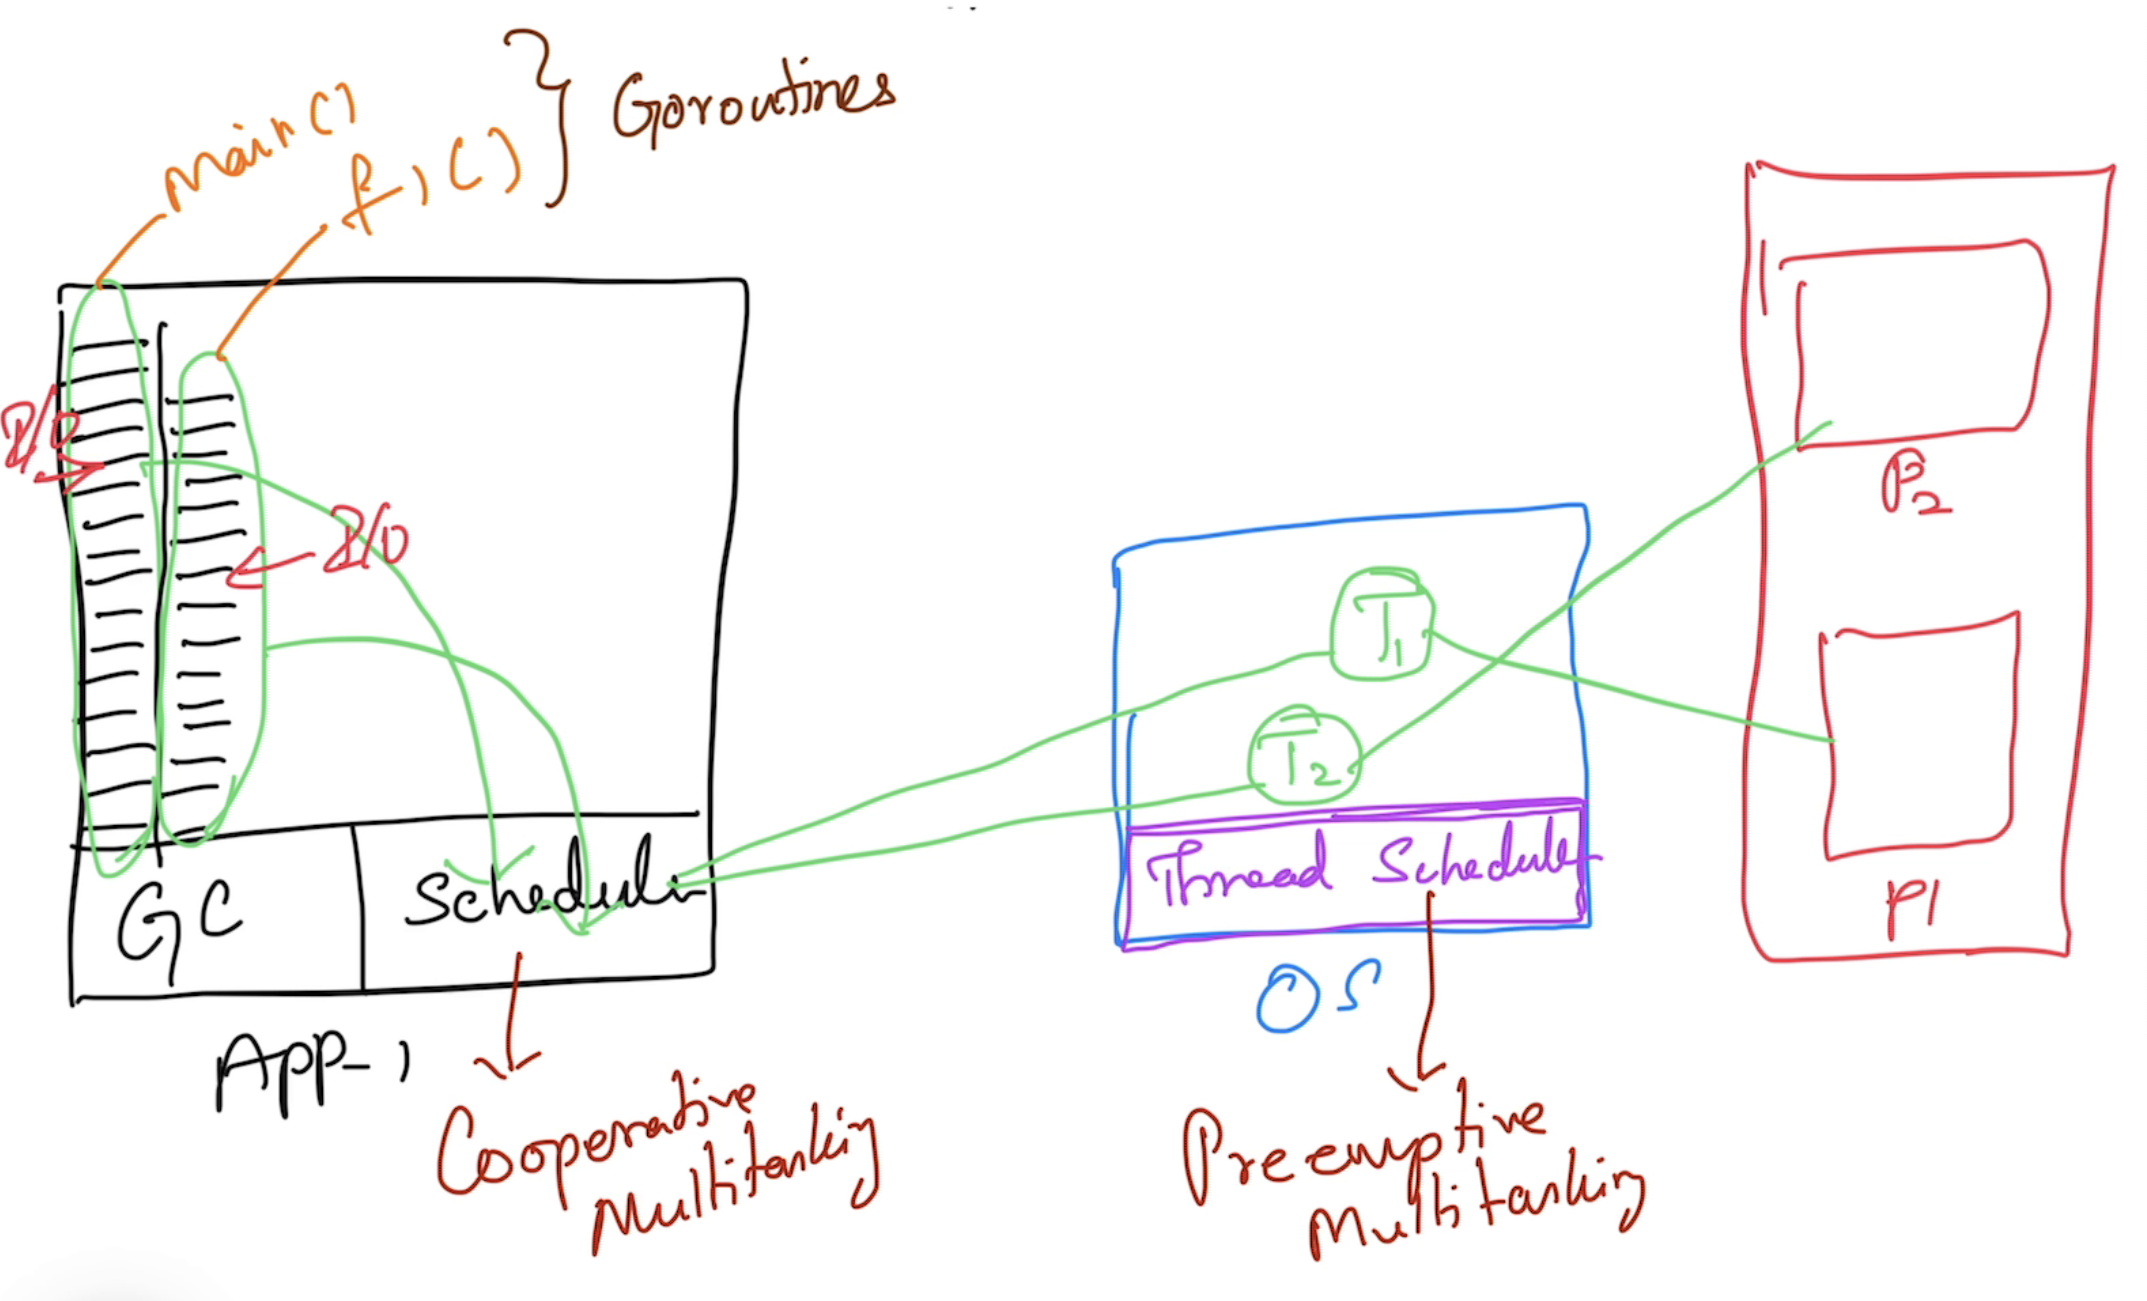 main()
f1()
Goroutines
I/O
I/O
GC
Scheduler
App-1
Cooperative
Multitasking
T1
T2
Thread Scheduler
OS
Preemptive
Multitasking
P2
P1